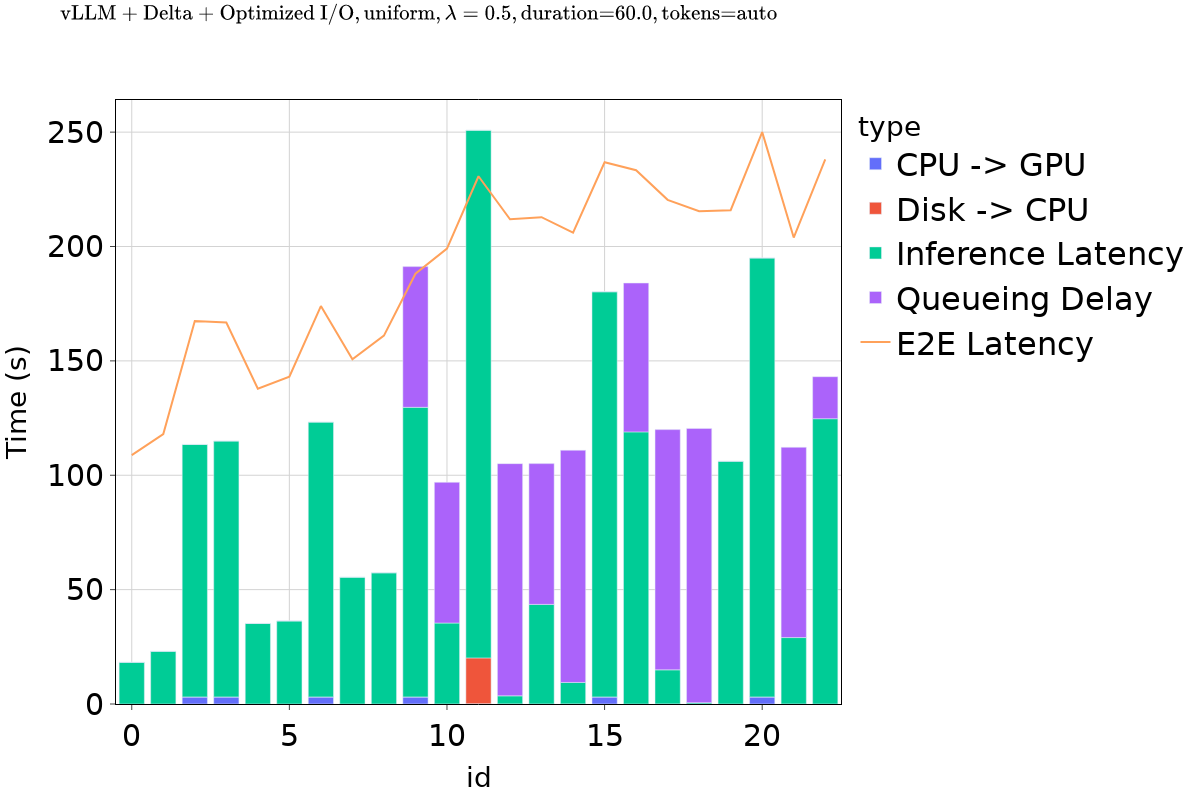 vLLM + Delta + Optimized I/O, uniform, λ = 0.5, duration=60.0, tokens=auto
type
CPU -> GPU
Disk -> CPU
Inference Latency
Queueing Delay
E2E Latency
Time (s)
250
200
150
100
50
0
0 5 10 15 20
id